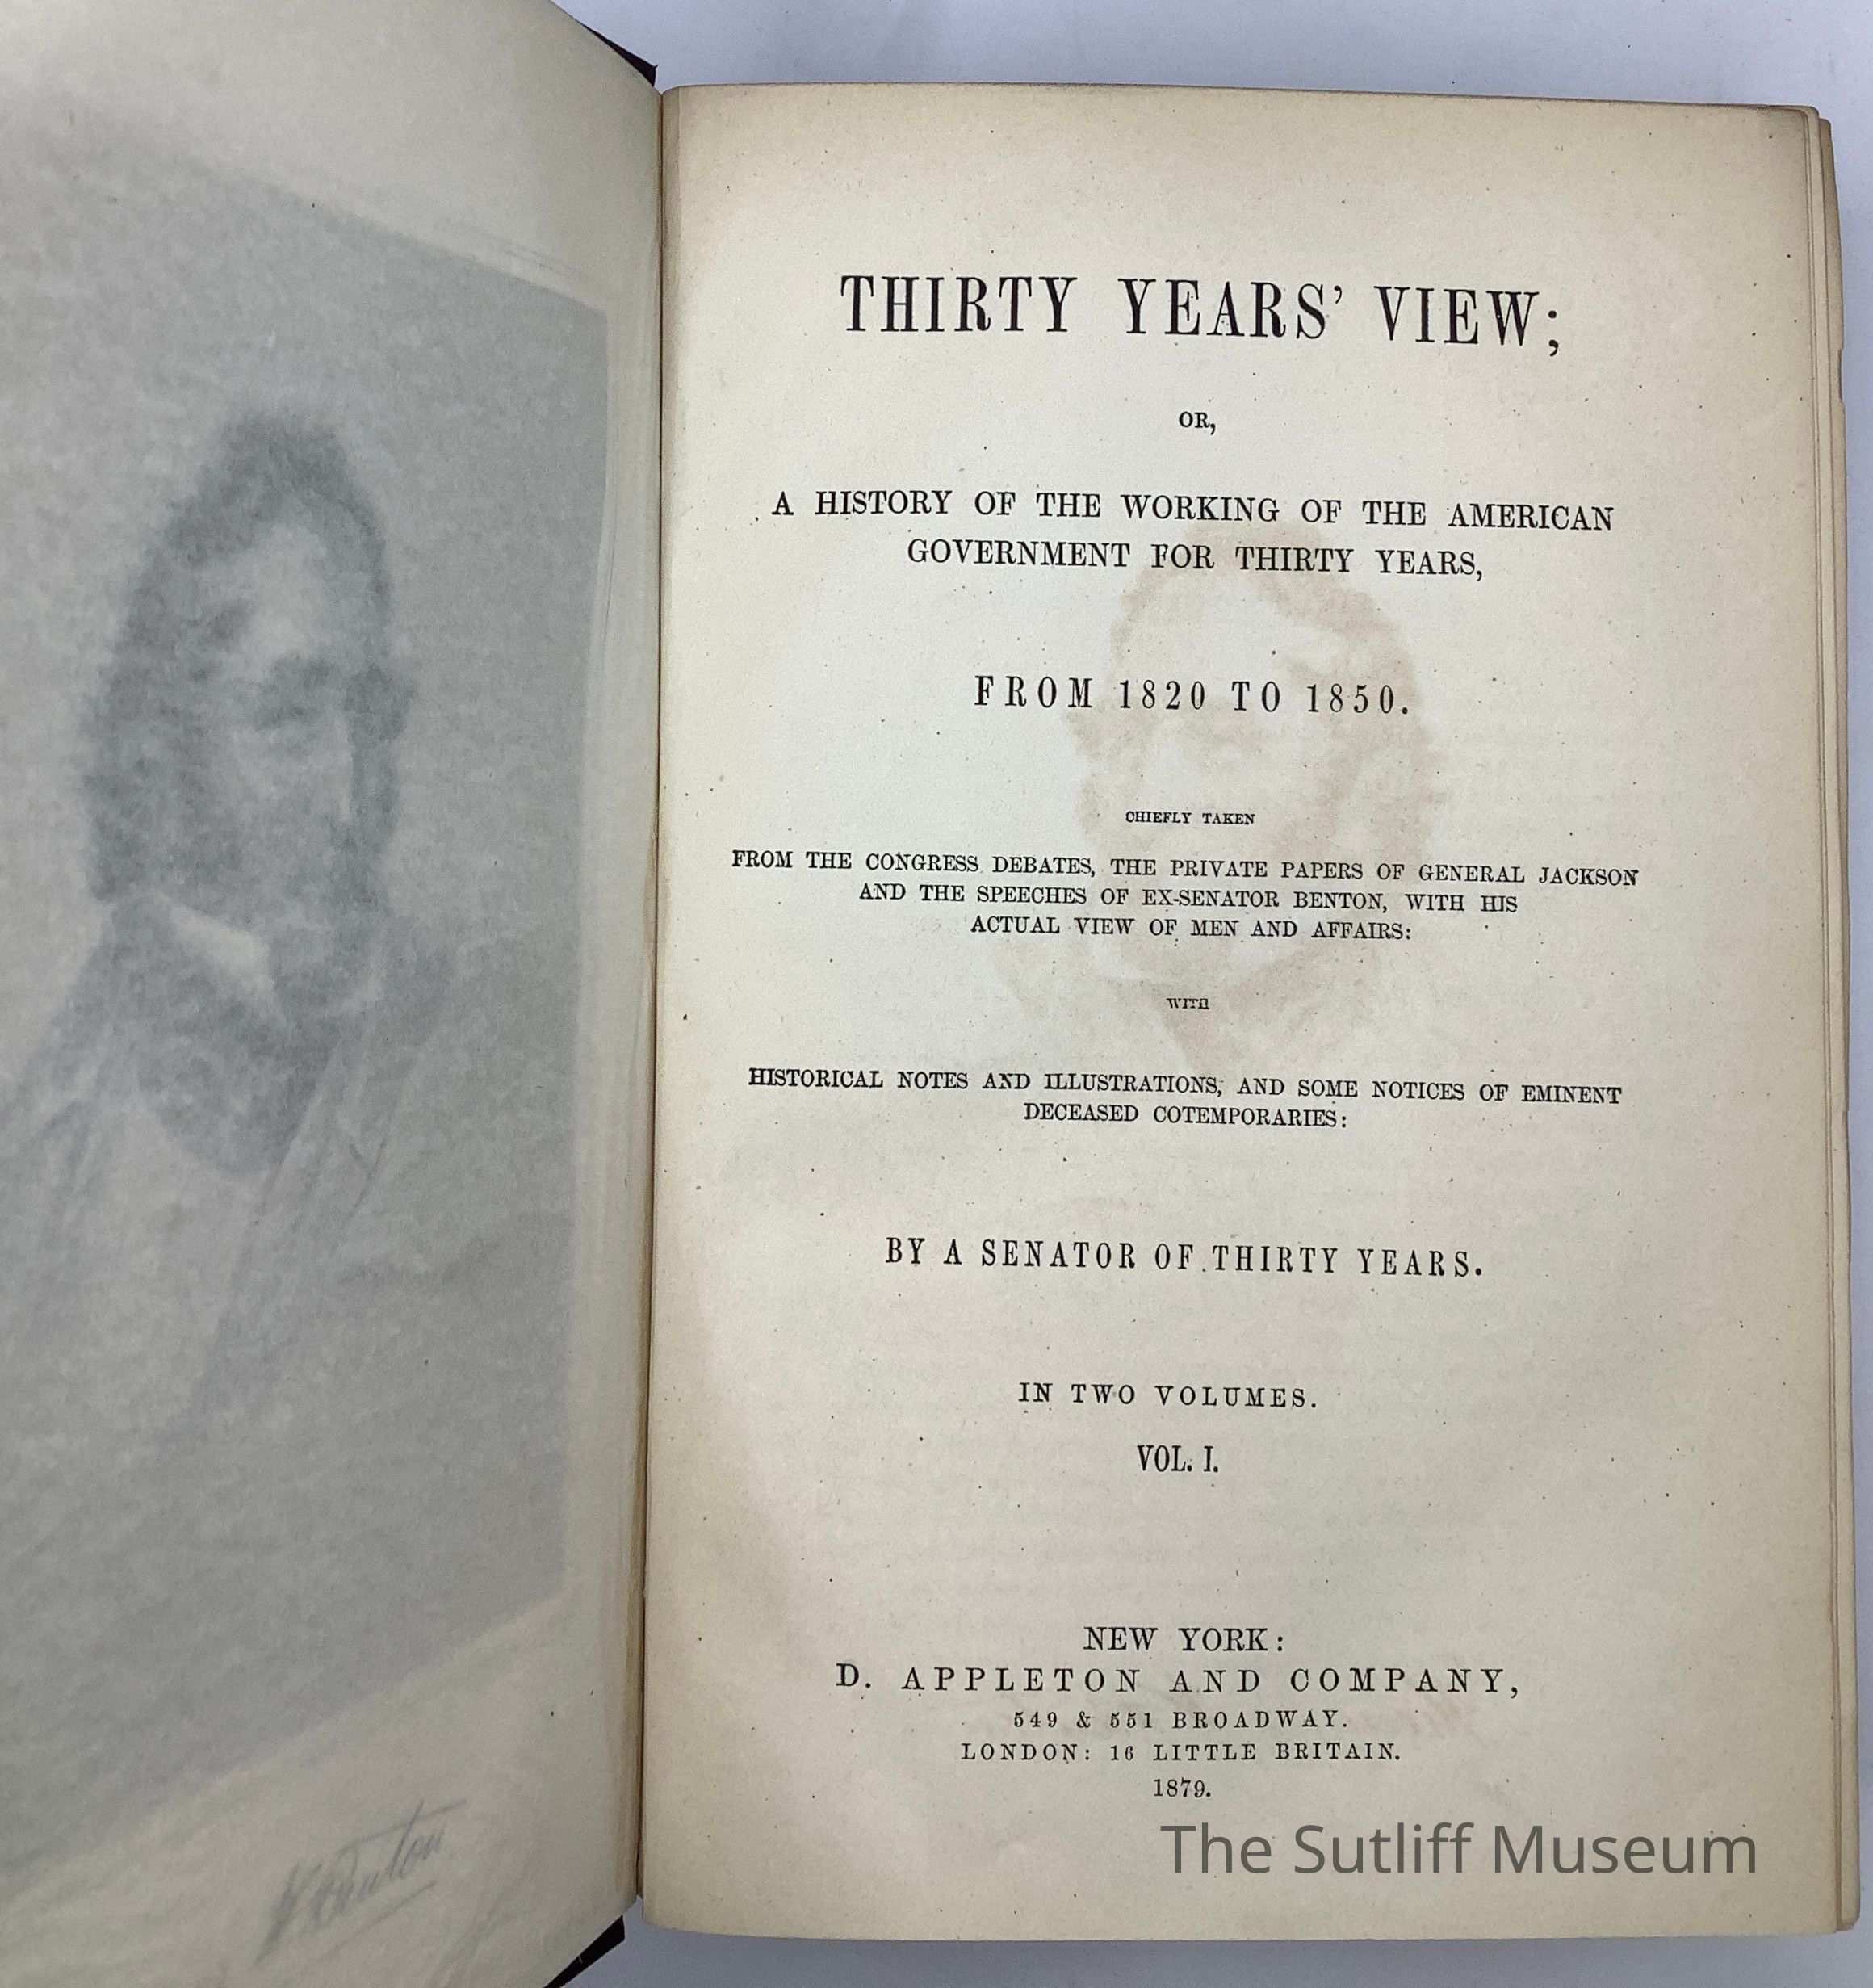 THIRTY YEARS' VIEW;
OR,
A HISTORY OF THE WORKING OF THE AMERICAN
GOVERNMENT FOR THIRTY YEARS,
FROM 1820 TO 1850.
CHIEFLY TAKEN
FROM THE CONGRESS DEBATES, THE PRIVATE PAPERS OF GENERAL JACKSON
AND THE SPEECHES OF EX-SENATOR BENTON, WITH HIS
ACTUAL VIEW OF MEN AND AFFAIRS:
WITH
HISTORICAL NOTES AND ILLUSTRATIONS, AND SOME NOTICES OF EMINENT
DECEASED COTEMPORARIES:
BY A SENATOR OF THIRTY YEARS.
IN TWO VOLUMES.
VOL. I.
NEW YORK:
D. APPLETON AND COMPANY,
549 & 551 BROADWAY.
LONDON: 16 LITTLE BRITAIN.
1879.
The Sutliff Museum